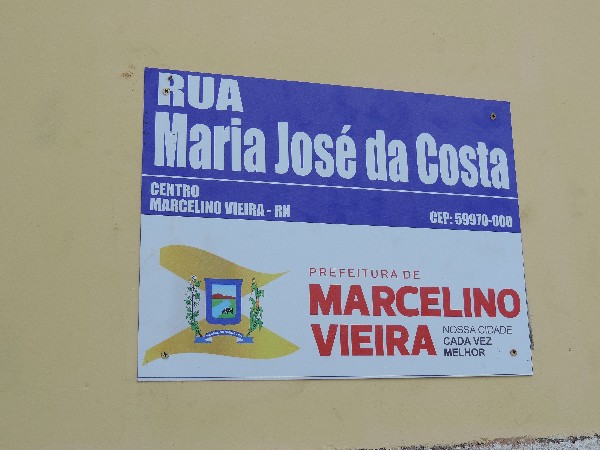 RUA
Maria José da Costa
CENTRO
MARCELINO VIEIRA - RN
CEP: 59970-000
PREFEITURA DE
MARCELINO
VIEIRA
NOSSA CIDADE
CADA VEZ
MELHOR